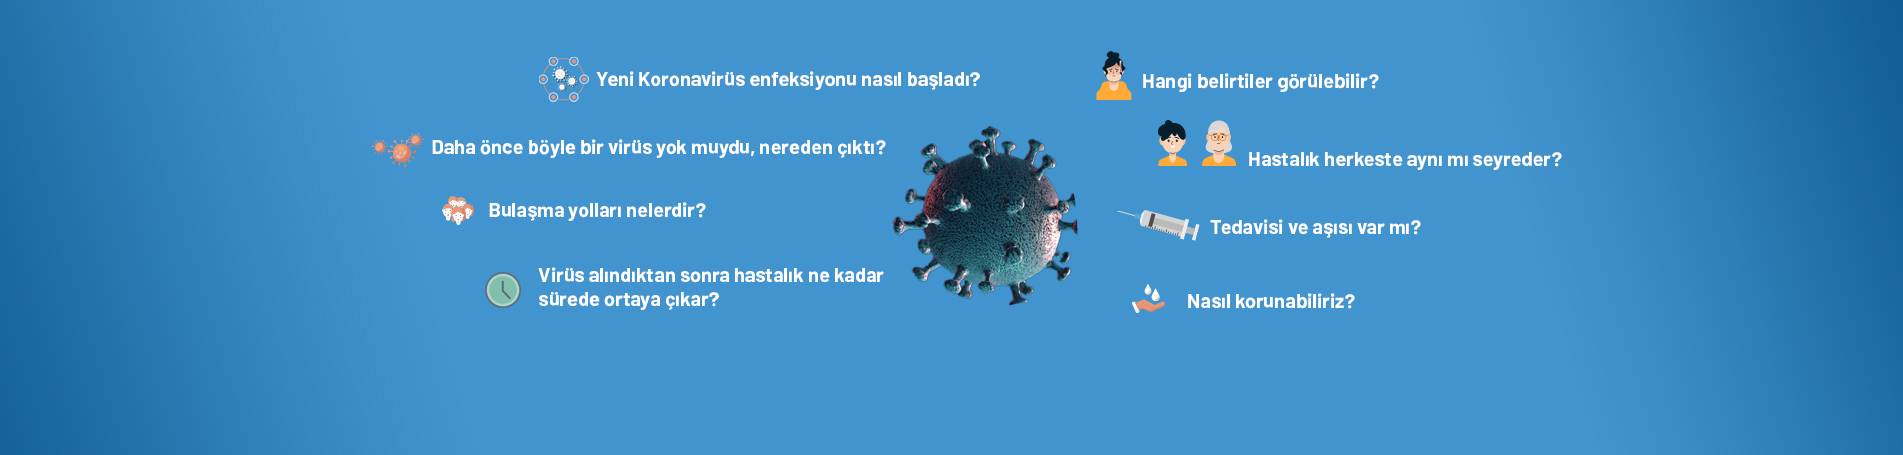 Yeni Koronavirüs enfeksiyonu nasıl başladı?
Daha önce böyle bir virüs yok muydu, nereden çıktı?
Bulaşma yolları nelerdir?
Virüs alındıktan sonra hastalık ne kadar
sürede ortaya çıkar?
Hangi belirtiler görülebilir?
Hastalık herkeste aynı mı seyreder?
Tedavisi ve aşısı var mı?
Nasıl korunabiliriz?